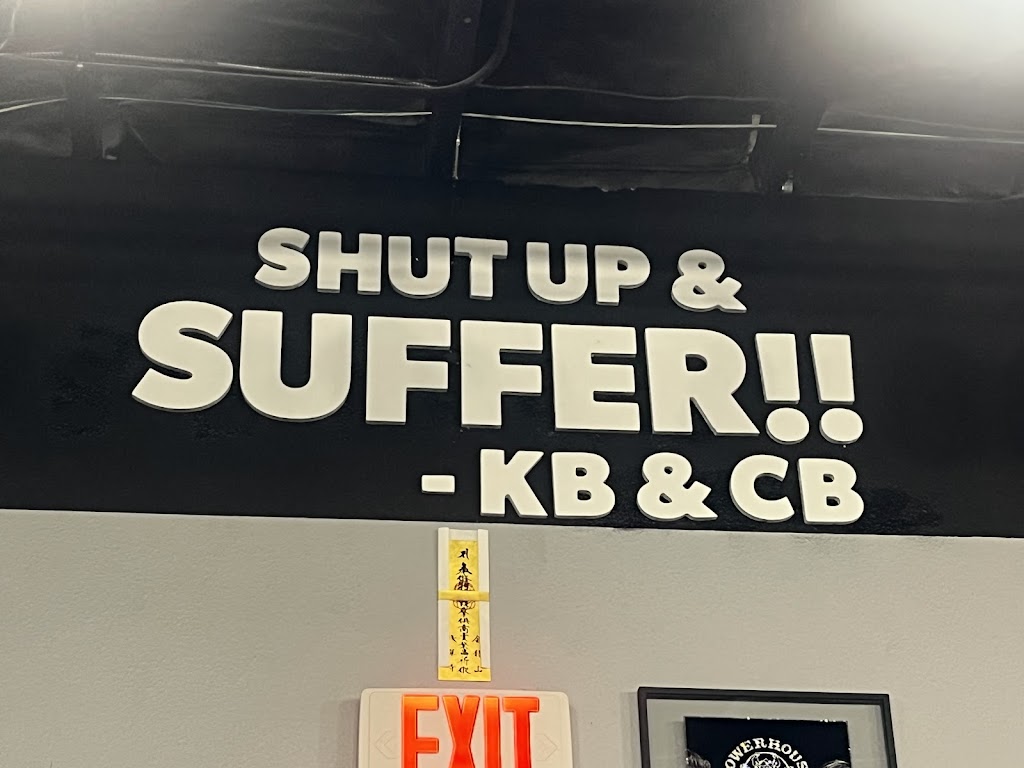 SHUT UP &
SUFFER!!
- KB & CB
EXIT